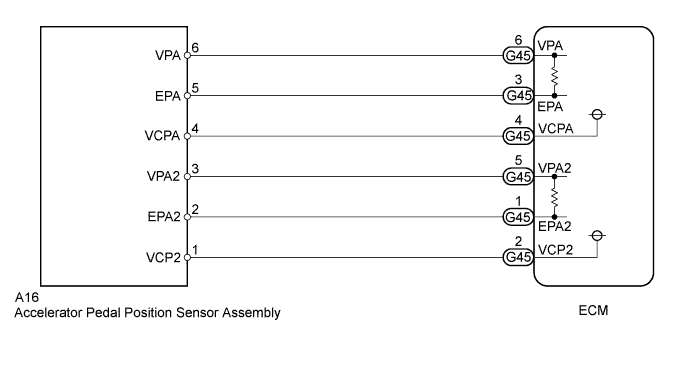 VPA 6 6 G45 VPA
EPA 5 3 G45 EPA
VCPA 4 4 G45 VCPA
VPA2 3 5 G45 VPA2
EPA2 2 1 G45 EPA2
VCP2 1 2 G45 VCP2
A16
Accelerator Pedal Position Sensor Assembly
ECM